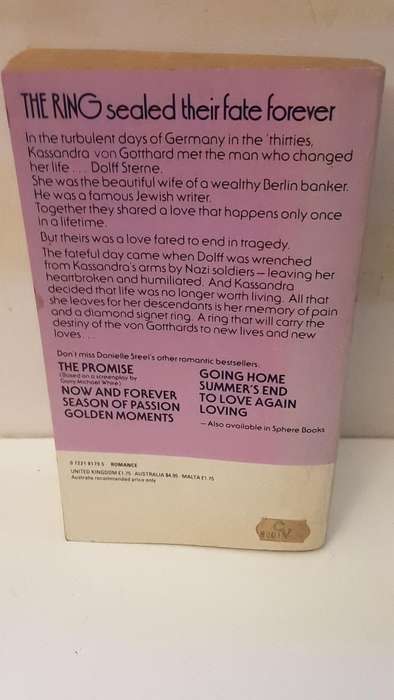 THE RING sealed their fate forever
In the turbulent days of Germany in the 'thirties,
Kassandra von Gotthard met the man who changed
her life ... Dolff Sterne.
She was the beautiful wife of a wealthy Berlin banker.
He was a famous Jewish writer.
Together they shared a love that happens only once
in a lifetime.
But theirs was a love fated to end in tragedy.
The fateful day came when Dolff was wrenched
from Kassandra's arms by Nazi soldiers – leaving her
heartbroken and humiliated. And Kassandra
decided that life was no longer worth living. All that
she leaves for her descendants is her memory of pain
and a diamond signet ring. A ring that will carry the
destiny of the von Gotthards to new lives and new
loves...
Don't miss Danielle Steel's other romantic bestsellers:
THE PROMISE
(Based on a screenplay by
Garry Michael White)
NOW AND FOREVER
SEASON OF PASSION
GOLDEN MOMENTS
GOING HOME
SUMMER'S END
TO LOVE AGAIN
LOVING
– Also available in Sphere Books
0 7221 8179 5 ROMANCE
UNITED KINGDOM £1.75 AUSTRALIA $4.95 MALTA £1.75
Australia recommended price only